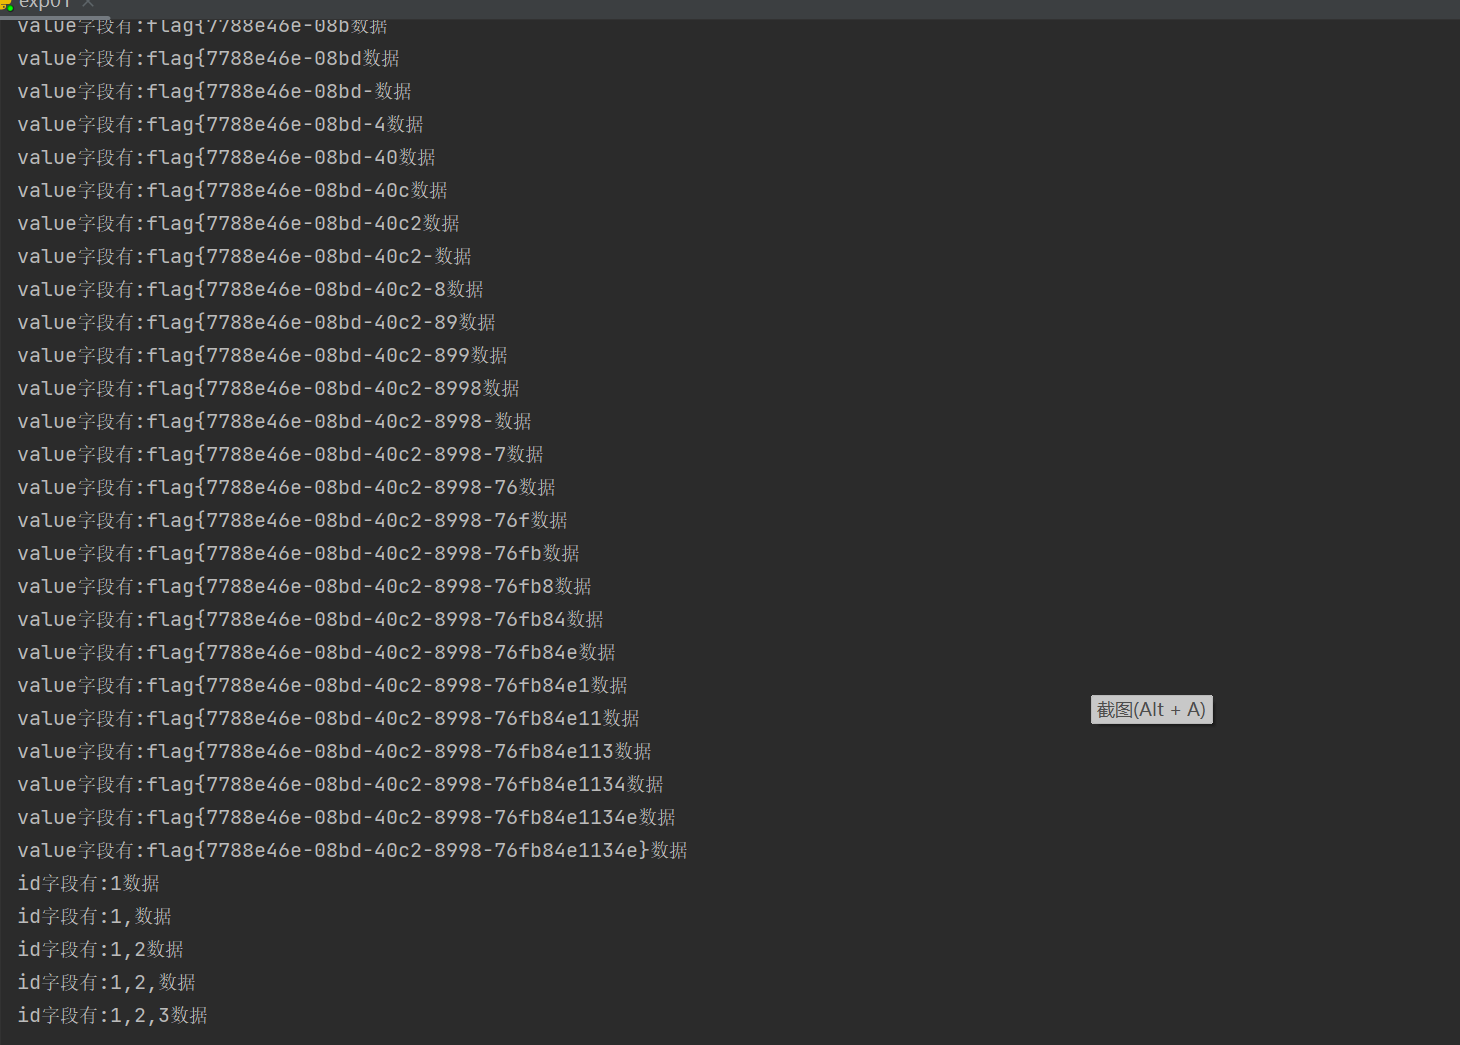 exp01
value字段有:flag{7788e46e-08b数据
value字段有:flag{7788e46e-08bd数据
value字段有:flag{7788e46e-08bd-数据
value字段有:flag{7788e46e-08bd-4数据
value字段有:flag{7788e46e-08bd-40数据
value字段有:flag{7788e46e-08bd-40c数据
value字段有:flag{7788e46e-08bd-40c2数据
value字段有:flag{7788e46e-08bd-40c2-数据
value字段有:flag{7788e46e-08bd-40c2-8数据
value字段有:flag{7788e46e-08bd-40c2-89数据
value字段有:flag{7788e46e-08bd-40c2-899数据
value字段有:flag{7788e46e-08bd-40c2-8998数据
value字段有:flag{7788e46e-08bd-40c2-8998-数据
value字段有:flag{7788e46e-08bd-40c2-8998-7数据
value字段有:flag{7788e46e-08bd-40c2-8998-76数据
value字段有:flag{7788e46e-08bd-40c2-8998-76f数据
value字段有:flag{7788e46e-08bd-40c2-8998-76fb数据
value字段有:flag{7788e46e-08bd-40c2-8998-76fb8数据
value字段有:flag{7788e46e-08bd-40c2-8998-76fb84数据
value字段有:flag{7788e46e-08bd-40c2-8998-76fb84e数据
value字段有:flag{7788e46e-08bd-40c2-8998-76fb84e1数据
截图(Alt + A)
value字段有:flag{7788e46e-08bd-40c2-8998-76fb84e11数据
value字段有:flag{7788e46e-08bd-40c2-8998-76fb84e113数据
value字段有:flag{7788e46e-08bd-40c2-8998-76fb84e1134数据
value字段有:flag{7788e46e-08bd-40c2-8998-76fb84e1134e数据
value字段有:flag{7788e46e-08bd-40c2-8998-76fb84e1134e}数据
id字段有:1数据
id字段有:1,数据
id字段有:1,2数据
id字段有:1,2,数据
id字段有:1,2,3数据